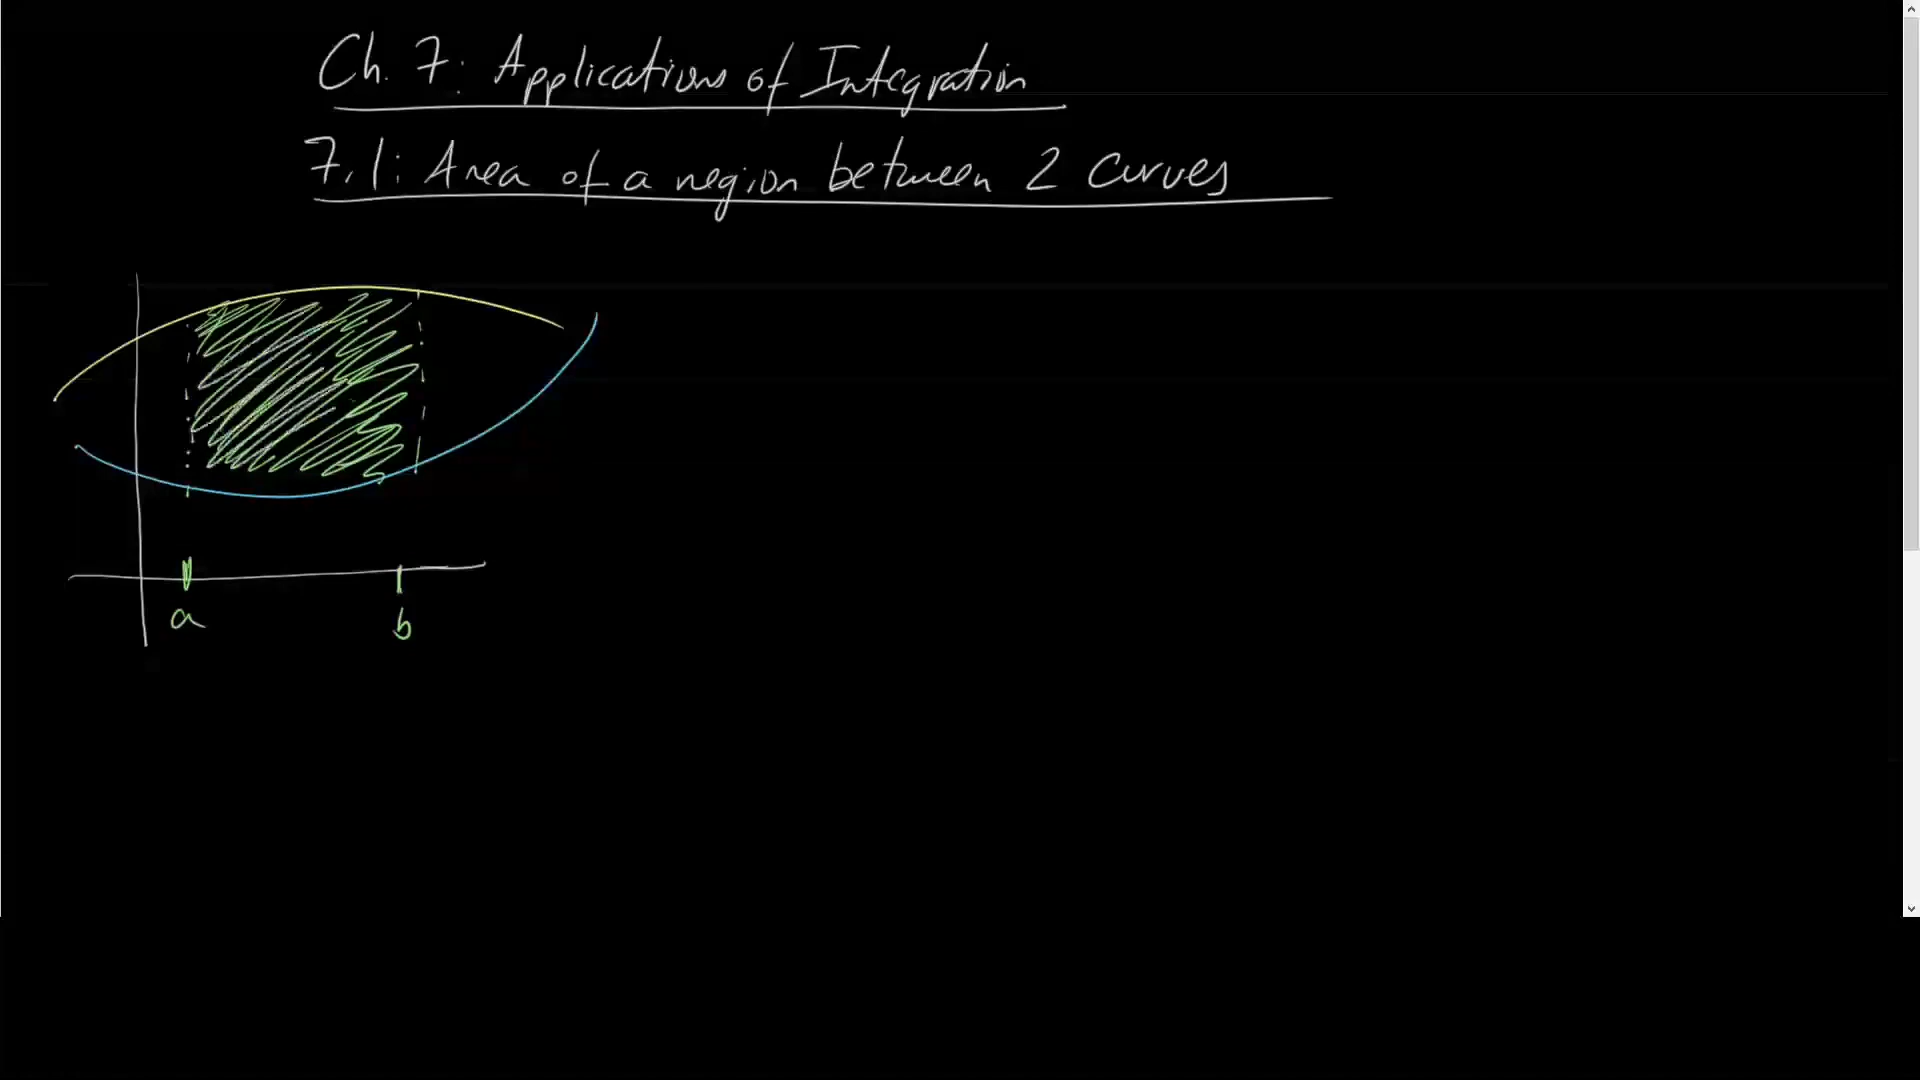 Ch. 7: Applications of Integration
7.1: Area of a region between 2 curves
a
b